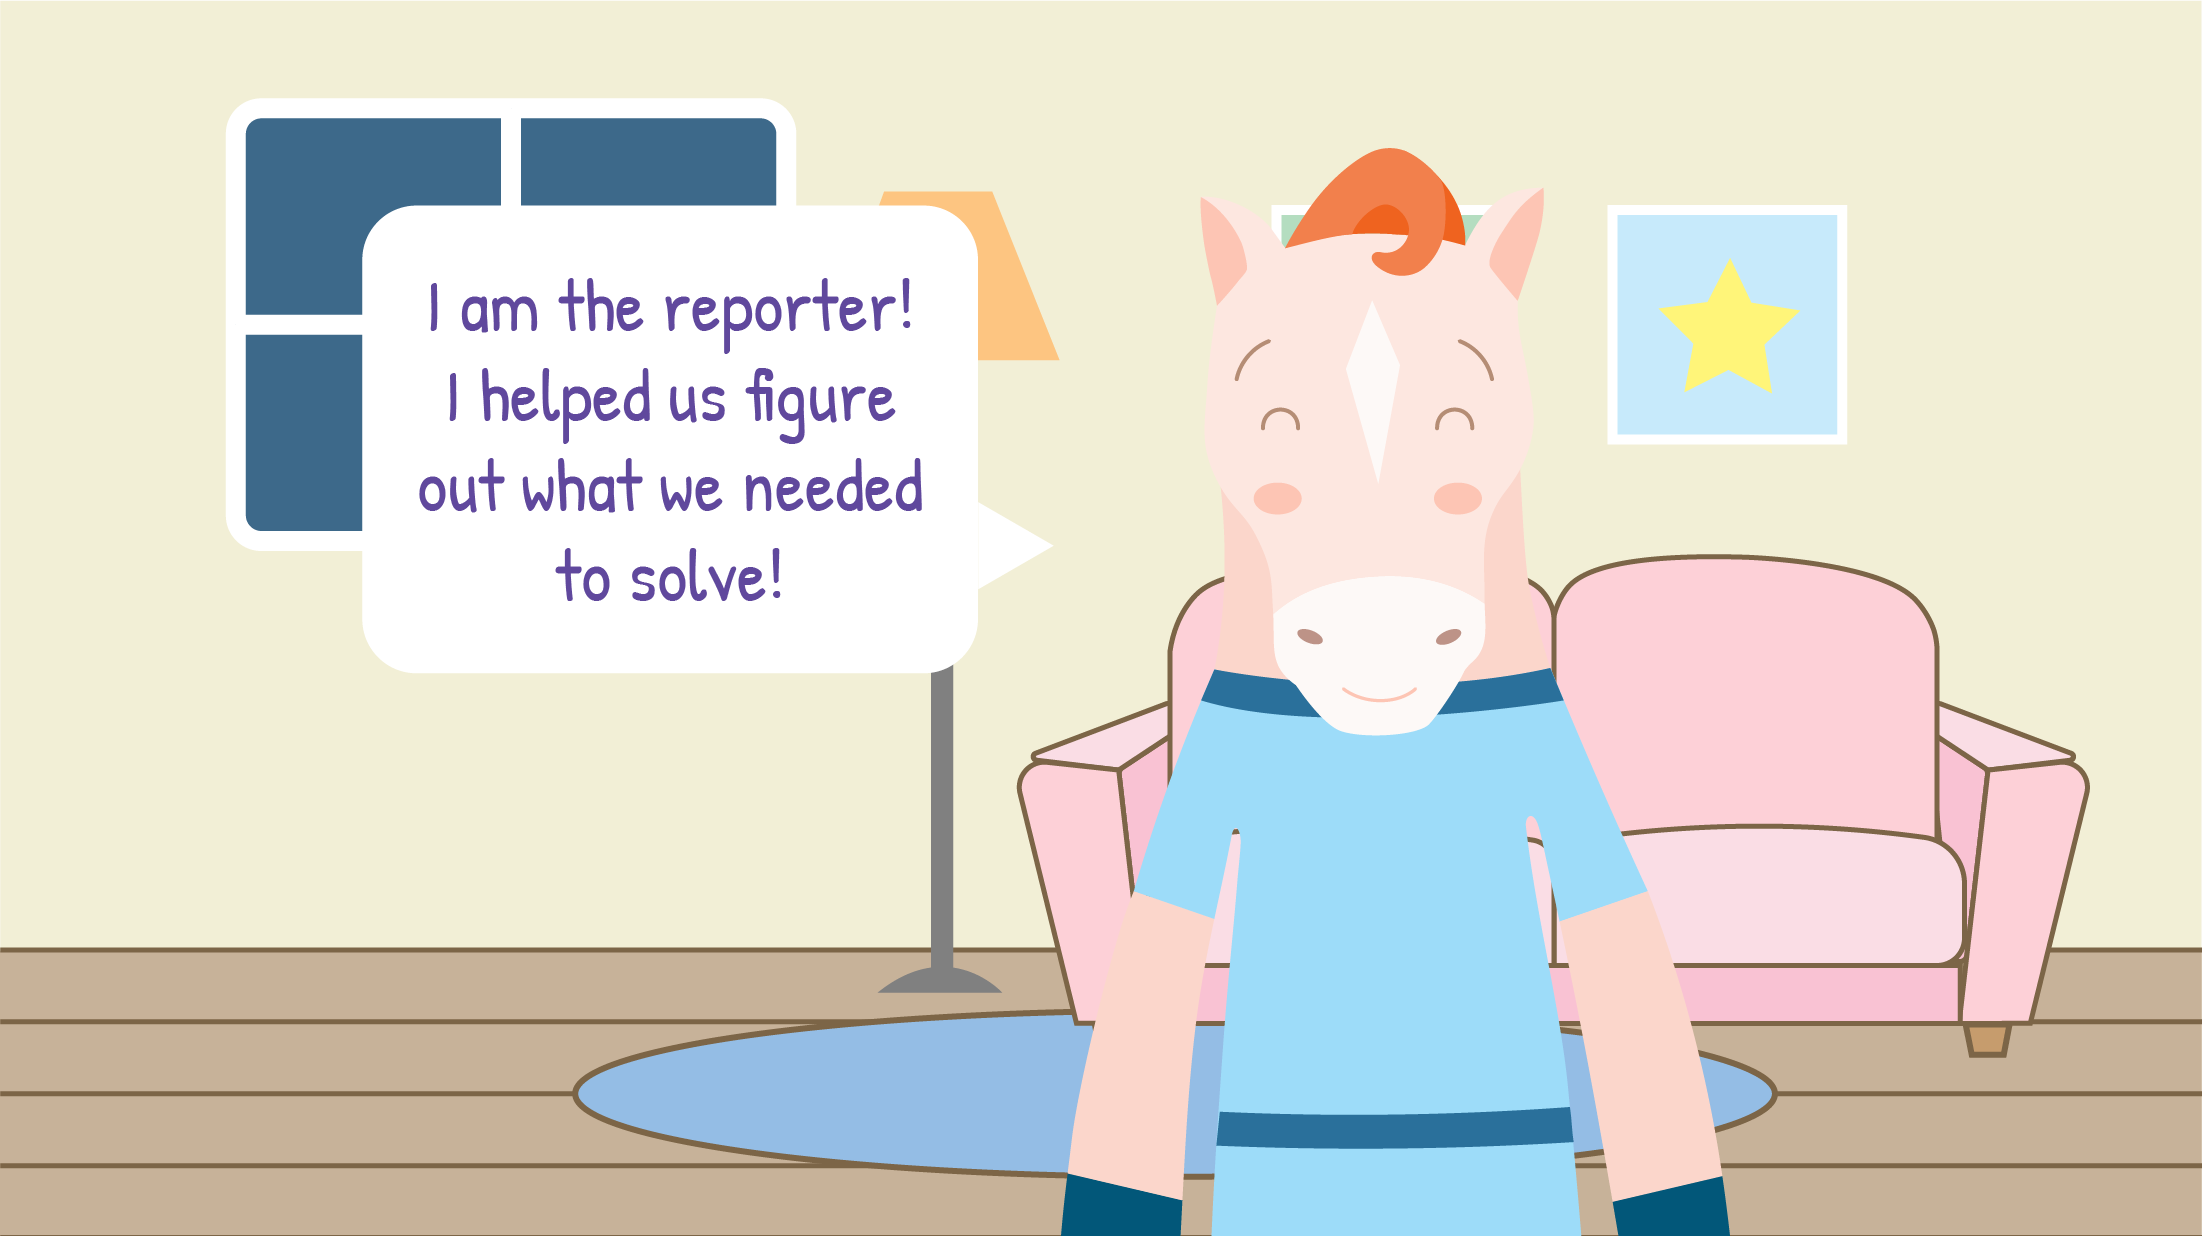 I am the reporter!
I helped us figure
out what we needed
to solve!